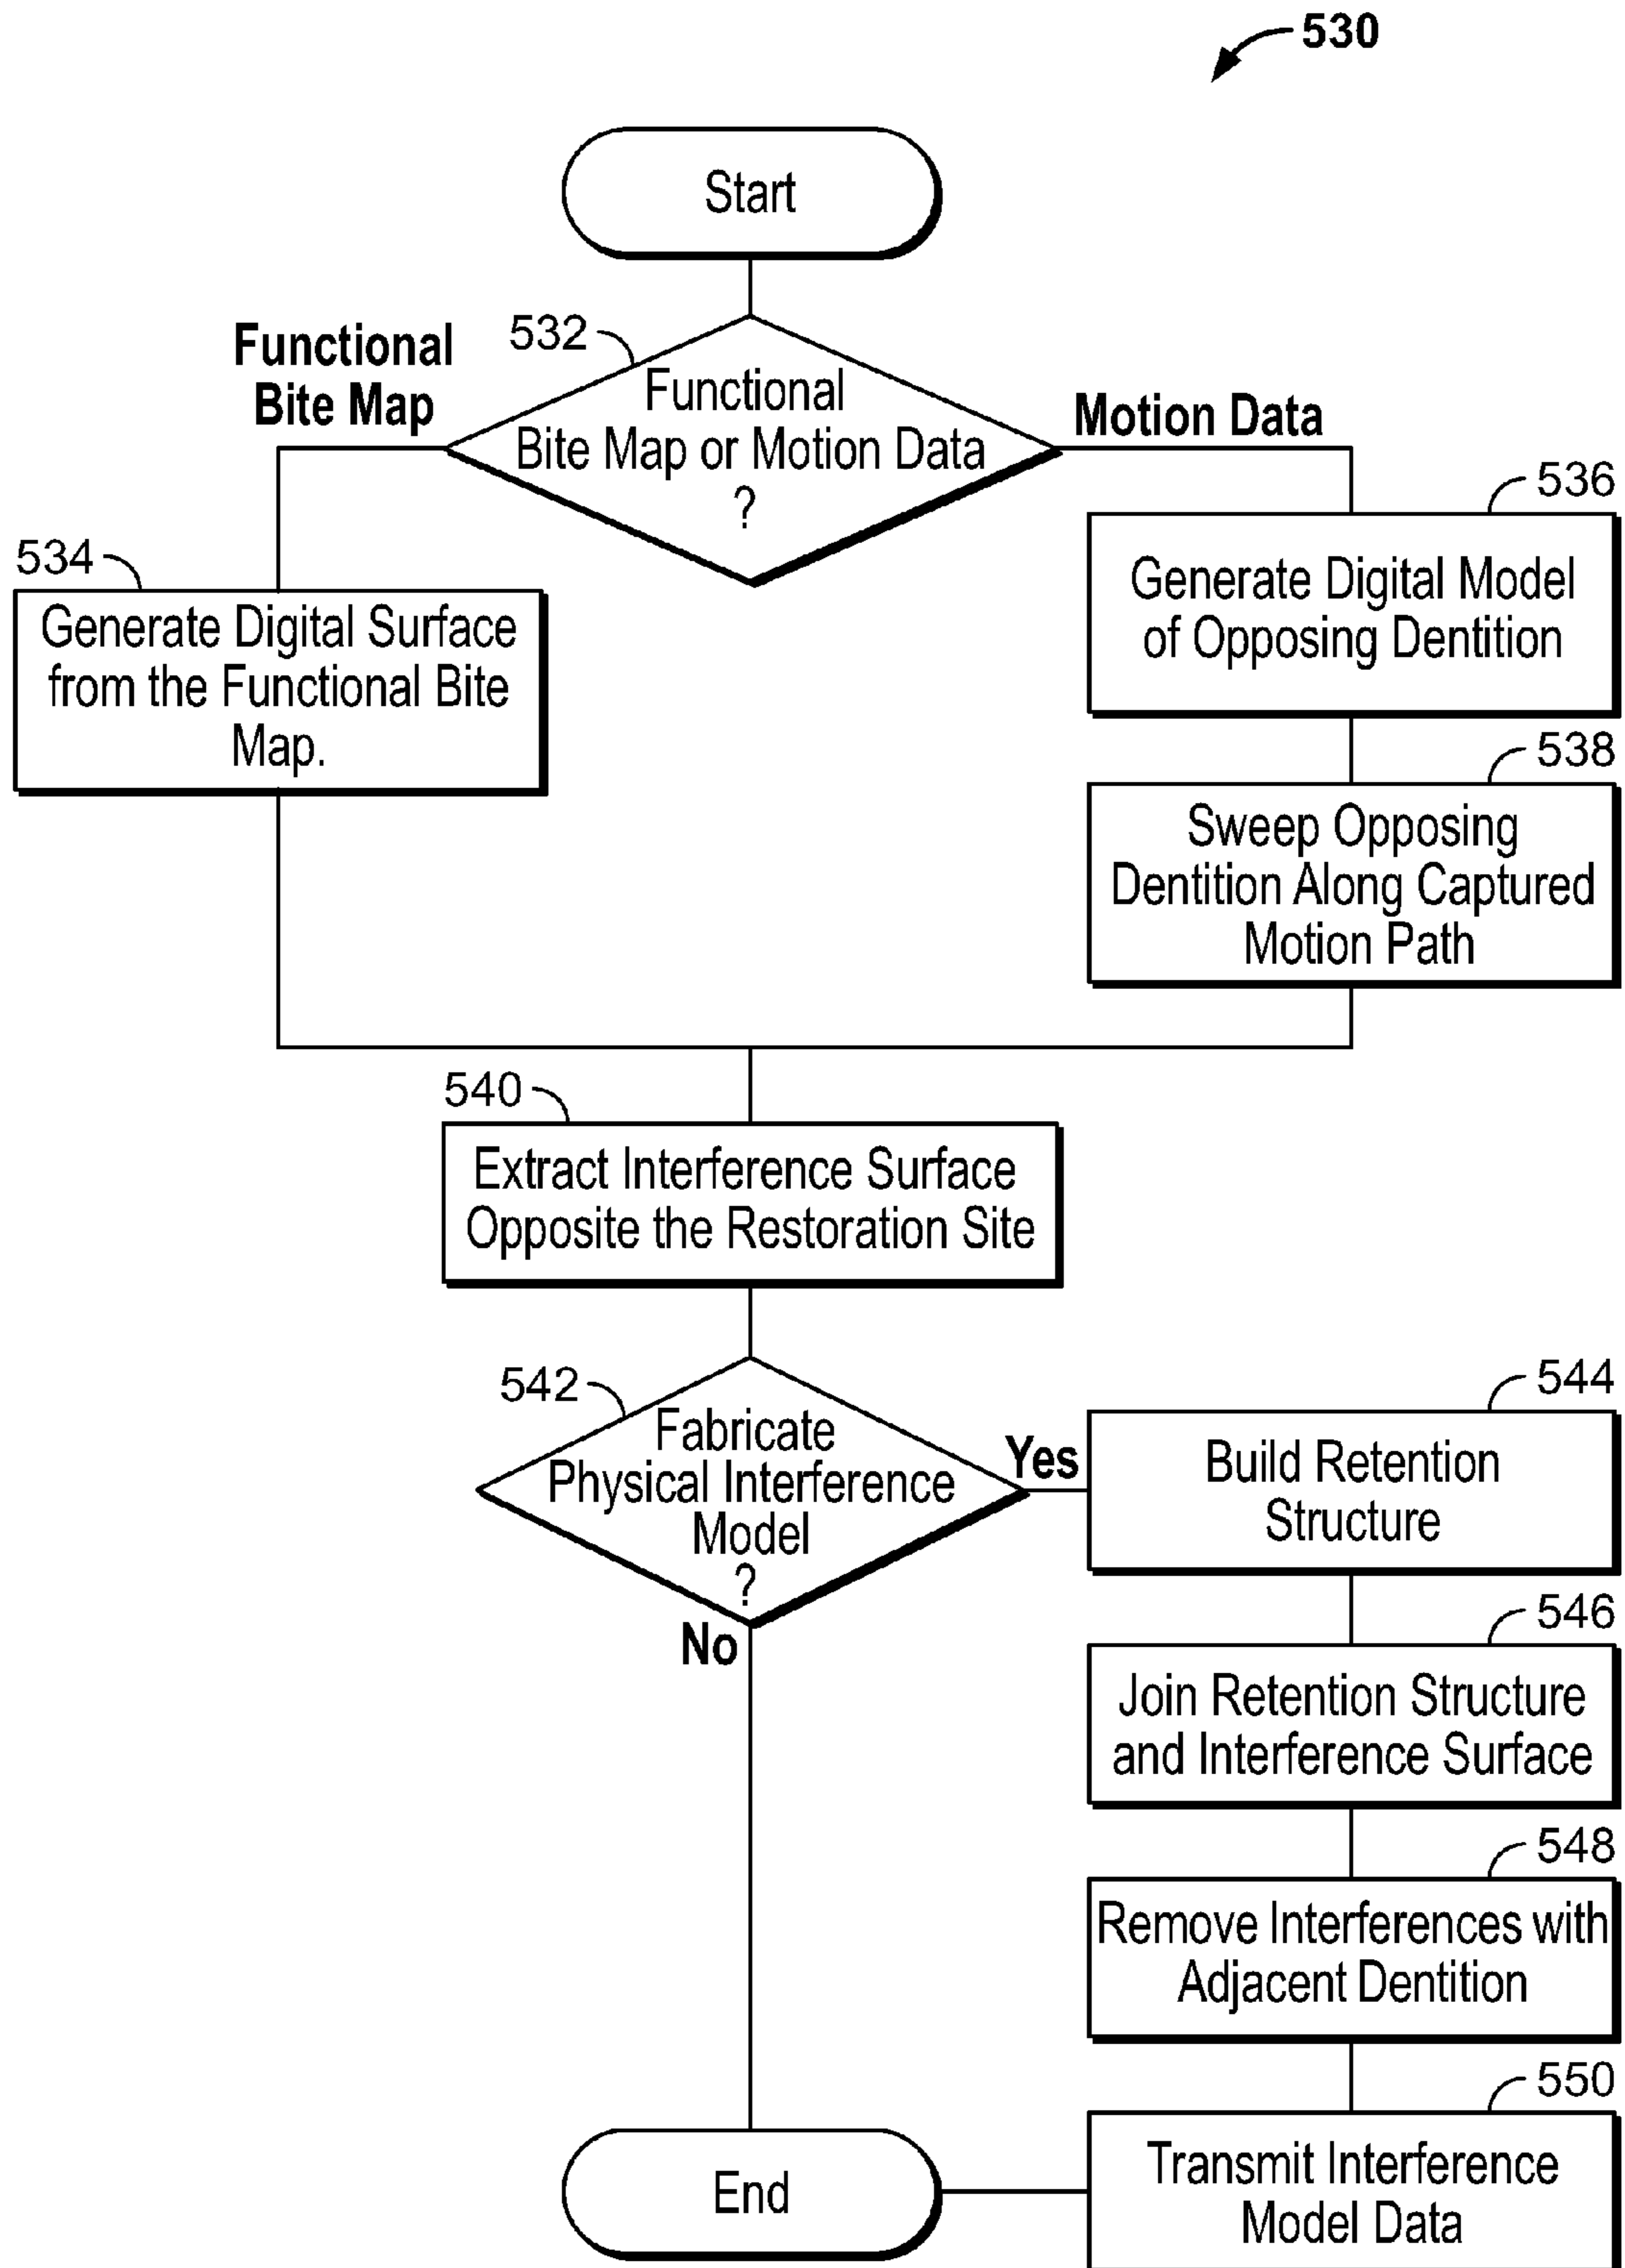 530
Start
532
Functional
Bite Map
Functional
Bite Map or Motion Data
?
Motion Data
534
Generate Digital Surface
from the Functional Bite
Map.
536
Generate Digital Model
of Opposing Dentition
538
Sweep Opposing
Dentition Along Captured
Motion Path
540
Extract Interference Surface
Opposite the Restoration Site
542
Fabricate
Physical Interference
Model
?
Yes
No
544
Build Retention
Structure
546
Join Retention Structure
and Interference Surface
548
Remove Interferences with
Adjacent Dentition
550
Transmit Interference
Model Data
End